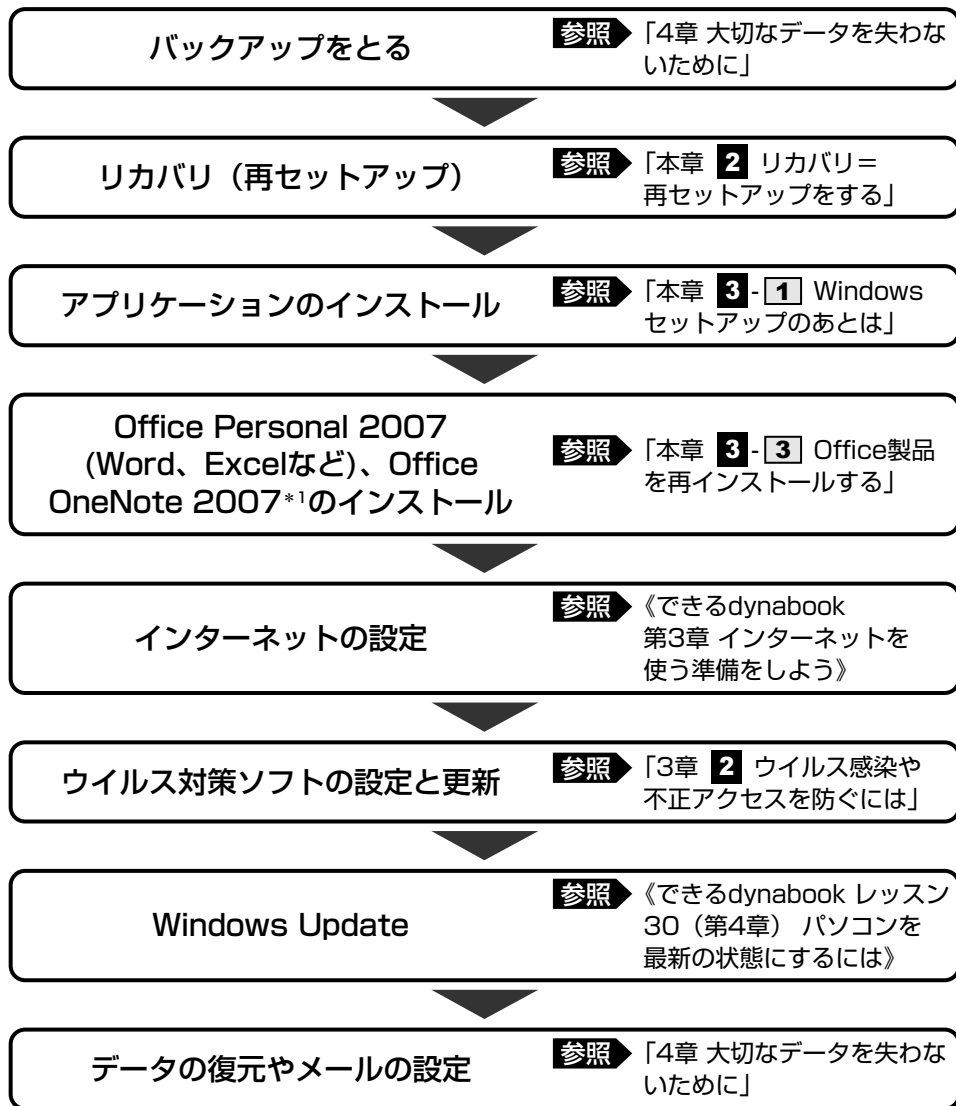 バックアップをとる
参照 「4章 大切なデータを失わな
いために」
リカバリ（再セットアップ）
参照 「本章 2 リカバリ＝
再セットアップをする」
アプリケーションのインストール
参照 「本章 3 - 1 Windows
セットアップのあとは」
Office Personal 2007
(Word、Excelなど)、Office
OneNote 2007*1のインストール
参照 「本章 3 - 3 Office製品
を再インストールする」
インターネットの設定
参照 《できるdynabook
第3章 インターネットを
使う準備をしよう》
ウイルス対策ソフトの設定と更新
参照 「3章 2 ウイルス感染や
不正アクセスを防ぐには」
Windows Update
参照 《できるdynabook レッスン
30（第4章） パソコンを
最新の状態にするには》
データの復元やメールの設定
参照 「4章 大切なデータを失わな
いために」